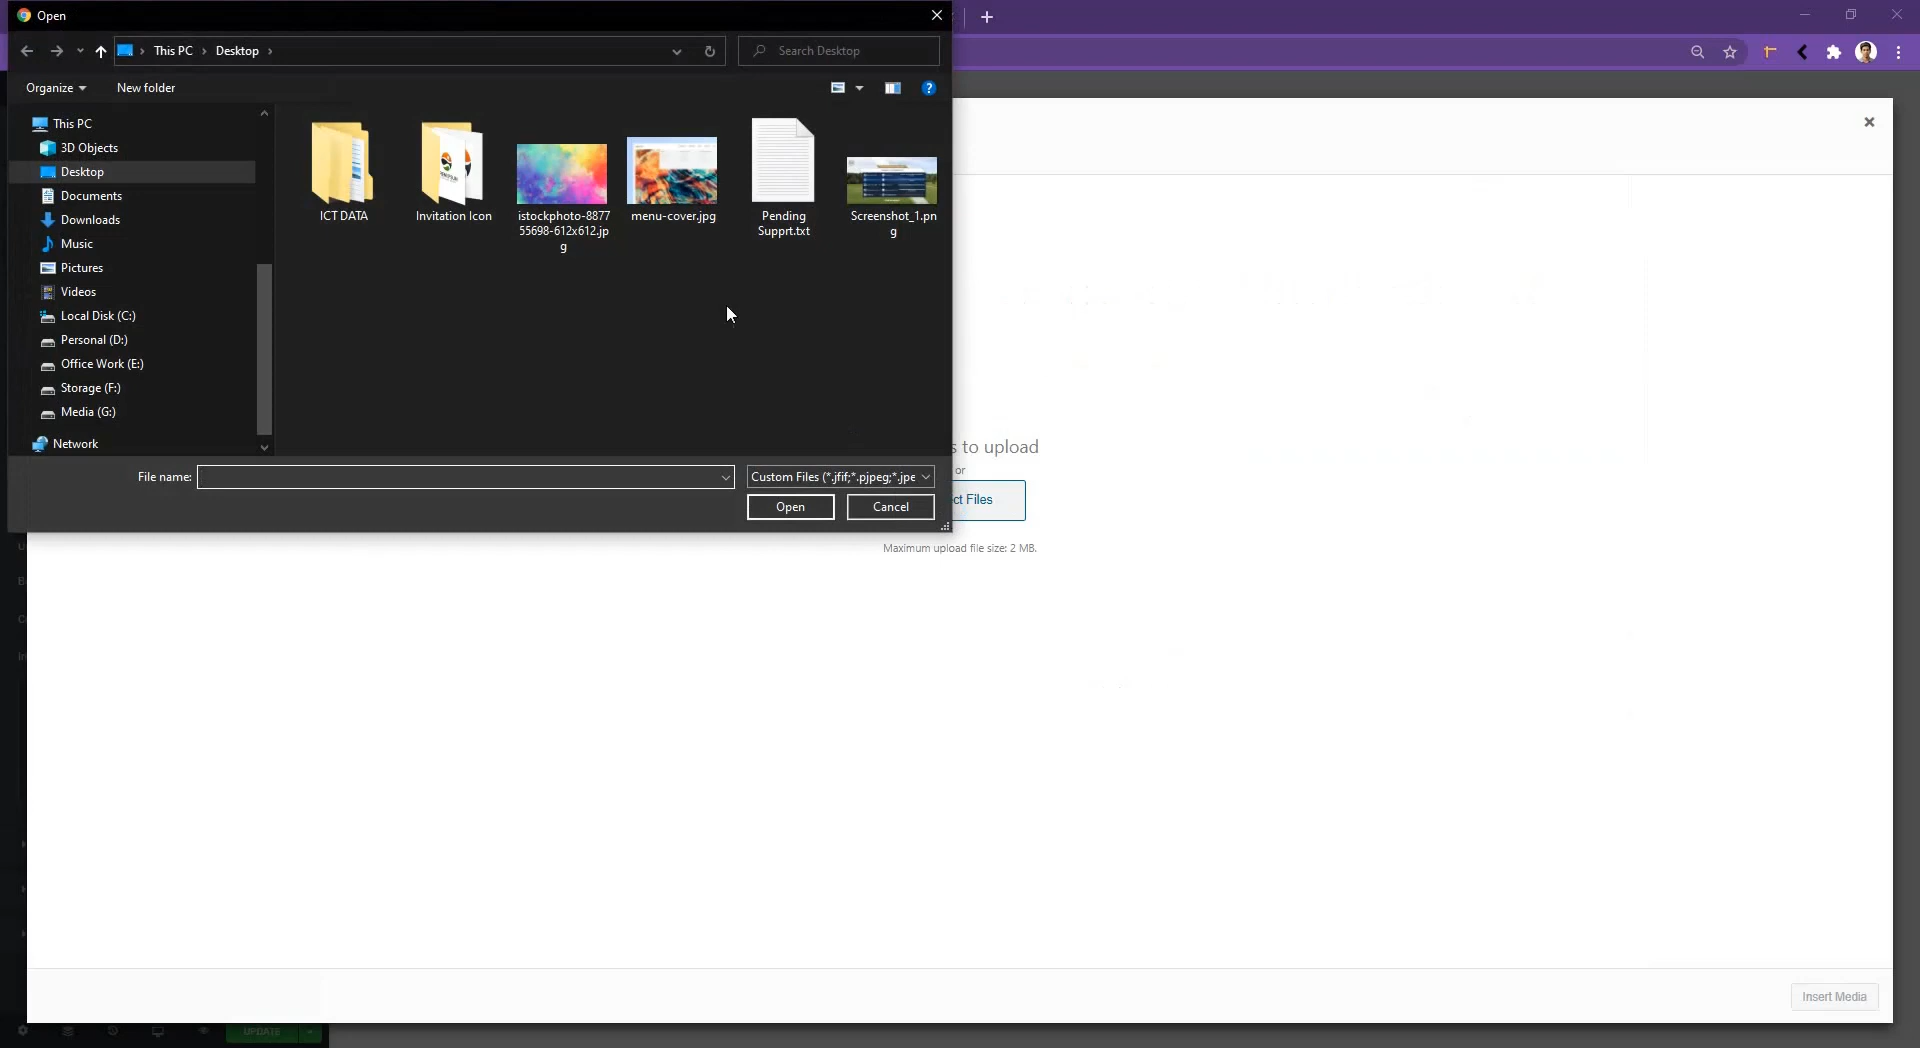 Open
This PC
Desktop
Search Desktop
Organize
New folder
This PC
3D Objects
Desktop
Documents
Downloads
Music
Pictures
Videos
Local Disk (C:)
Personal (D:)
Office Work (E:)
Storage (F:)
Media (G:)
Network
ICT DATA
Invitation Icon
istockphoto-8877
55698-612x612.jp
g
menu-cover.jpg
Pending
Supprt.txt
Screenshot_1.pn
g
File name:
Custom Files (*.jfif;*.pjpeg;*.jpe
Open
Cancel
s to upload
or
ct Files
Maximum upload file size: 2 MB.
Insert Media
UPDATE